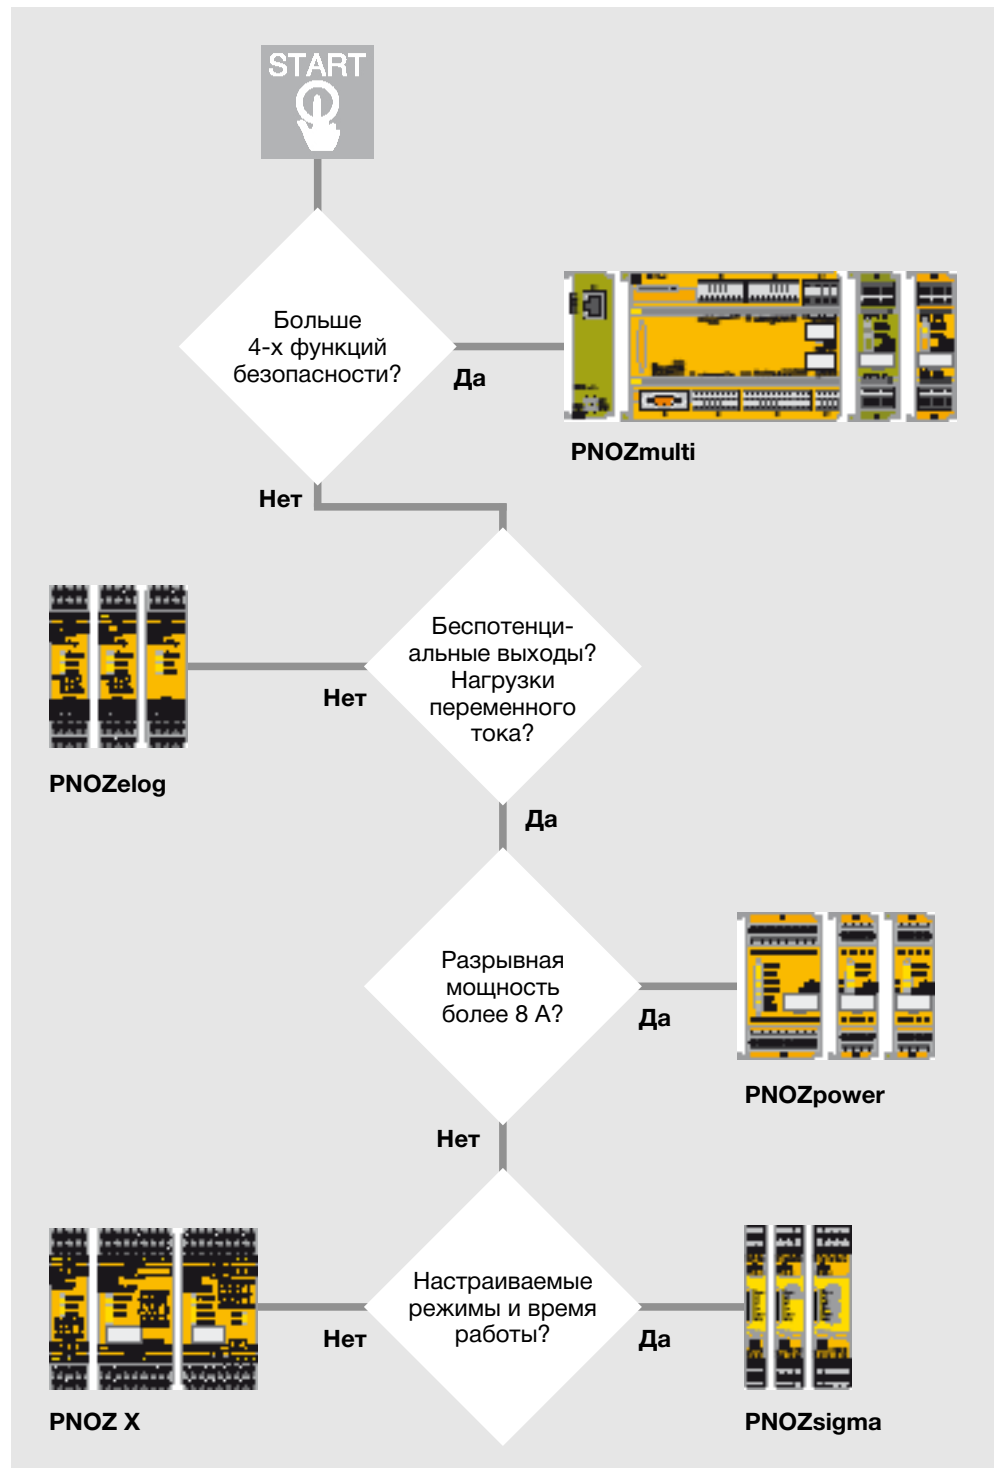 START
Больше
4-х функций
безопасности?
Да
PNOZmulti
Нет
Беспотенци-
альные выходы?
Нагрузки
переменного
тока?
Нет
PNOZelog
Да
Разрывная
мощность
более 8 А?
Да
PNOZpower
Нет
Настраиваемые
режимы и время
работы?
Нет
Да
PNOZ X
PNOZsigma